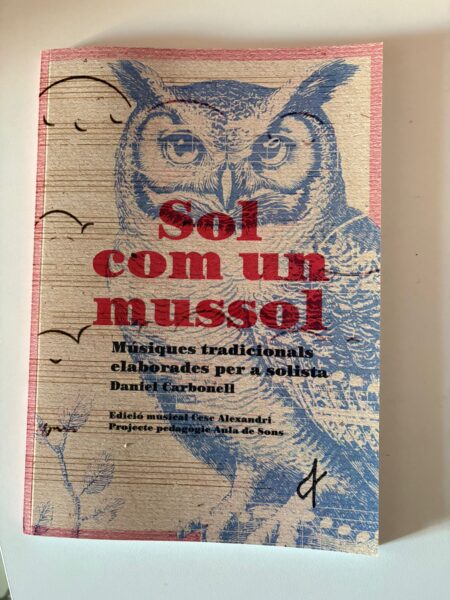 Sol
com un
mussol
Músiques tradicionals
elaborades per a solista
Daniel Carbonell
Edició musical Cesc Alexandri
Projecte pedagògic Aula de Sons